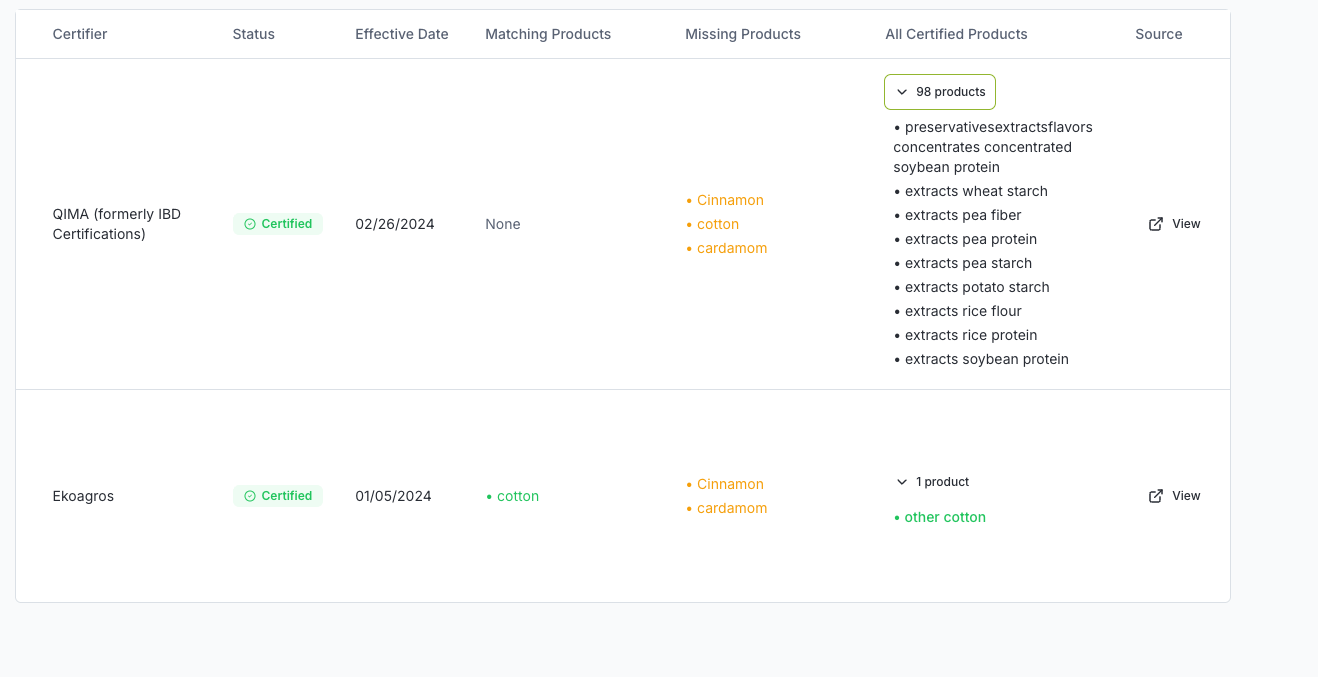 Certifier Status Effective Date Matching Products Missing Products All Certified Products Source
98 products
• preservativesextractsflavors
concentrates concentrated
soybean protein
• extracts wheat starch
• extracts pea fiber
• extracts pea protein
• extracts pea starch
• extracts potato starch
• extracts rice flour
• extracts rice protein
• extracts soybean protein
QIMA (formerly IBD
Certifications)
Certified
02/26/2024
None
• Cinnamon
• cotton
• cardamom
View
Ekoagros
Certified
01/05/2024
• cotton
• Cinnamon
• cardamom
1 product
• other cotton
View